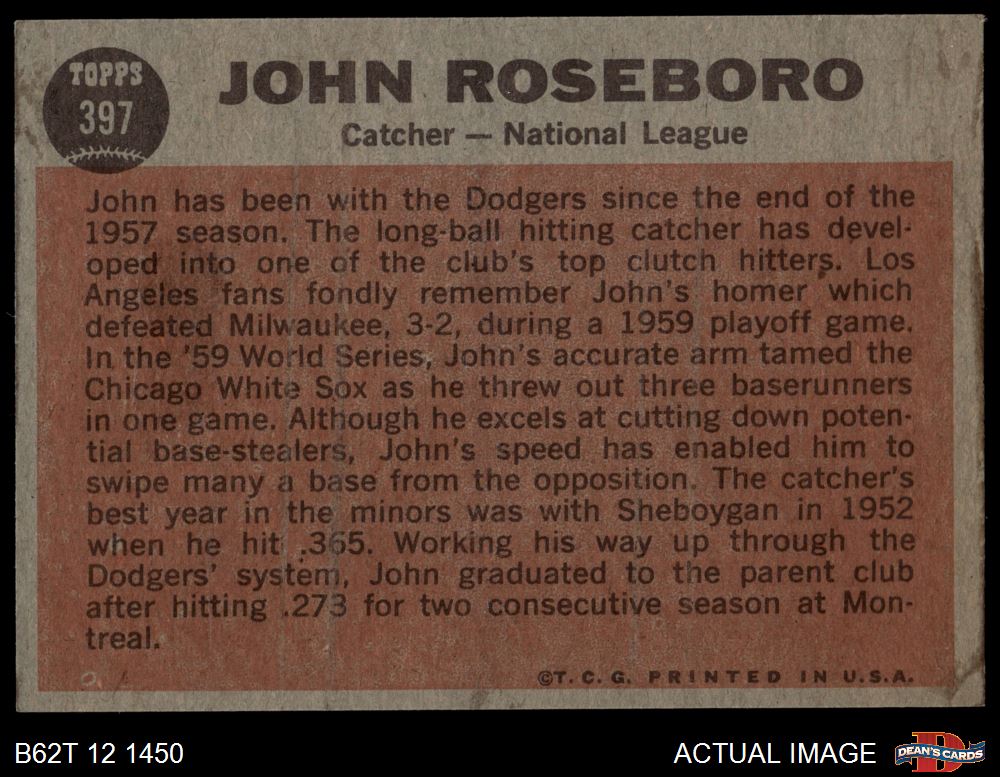 TOPPS
397
JOHN ROSEBORO
Catcher — National League
John has been with the Dodgers since the end of the
1957 season. The long-ball hitting catcher has devel-
oped into one of the club's top clutch hitters. Los
Angeles fans fondly remember John's homer which
defeated Milwaukee, 3-2, during a 1959 playoff game.
In the '59 World Series, John's accurate arm tamed the
Chicago White Sox as he threw out three baserunners
in one game. Although he excels at cutting down poten-
tial base-stealers, John's speed has enabled him to
swipe many a base from the opposition. The catcher's
best year in the minors was with Sheboygan in 1952
when he hit .365. Working his way up through the
Dodgers' system, John graduated to the parent club
after hitting .273 for two consecutive season at Mon-
treal.
©T. C. G. PRINTED IN U.S.A.
B62T 12 1450
ACTUAL IMAGE
DEAN'S CARDS